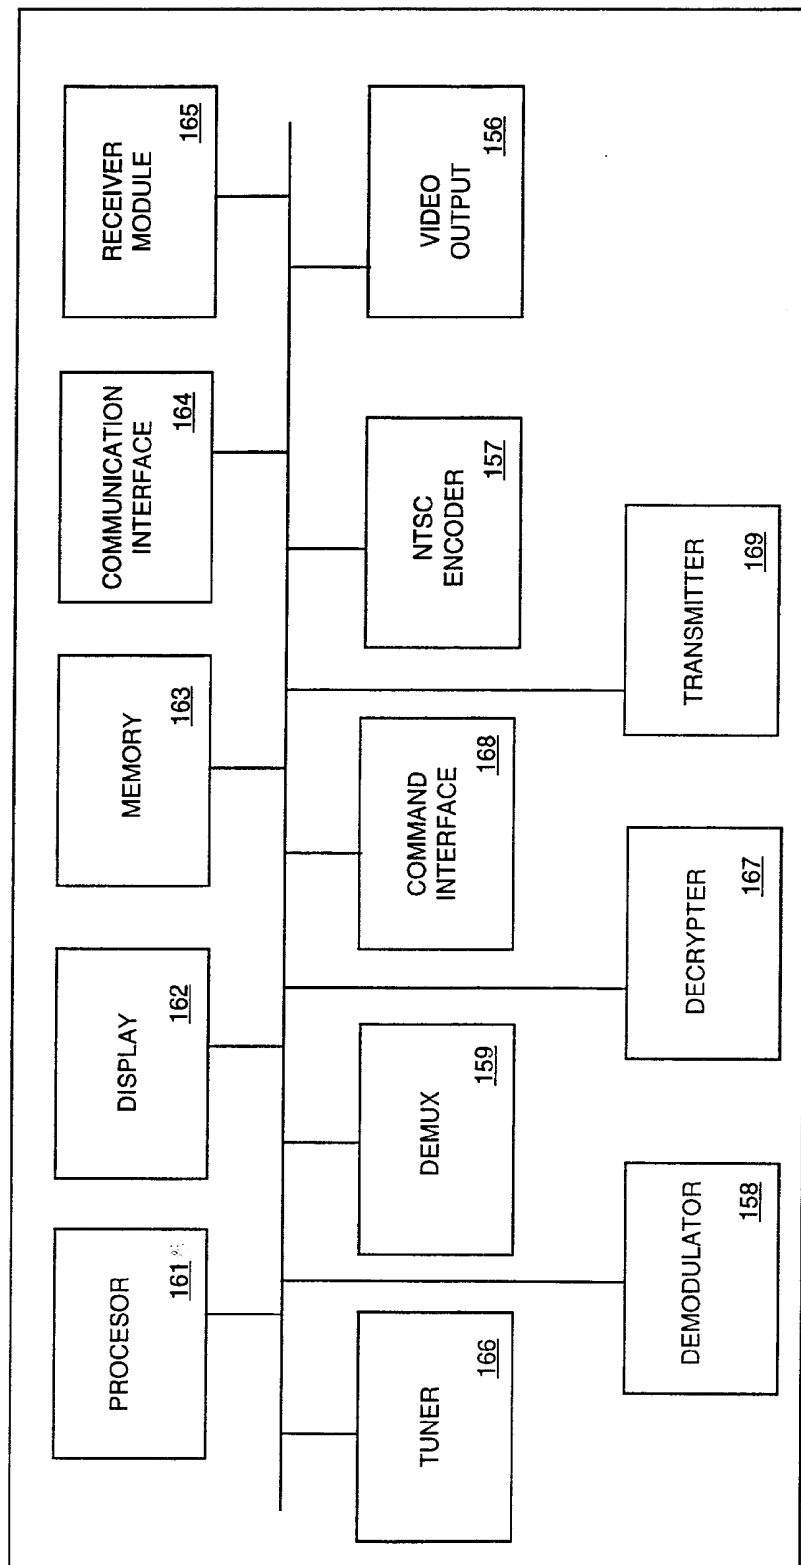 PROCESOR
161
DISPLAY
162
MEMORY
163
COMMUNICATION
INTERFACE
164
RECEIVER
MODULE
165
TUNER
166
DEMUX
159
COMMAND
INTERFACE
168
NTSC
ENCODER
157
VIDEO
OUTPUT
156
DEMODULATOR
158
DECRYPTER
167
TRANSMITTER
169